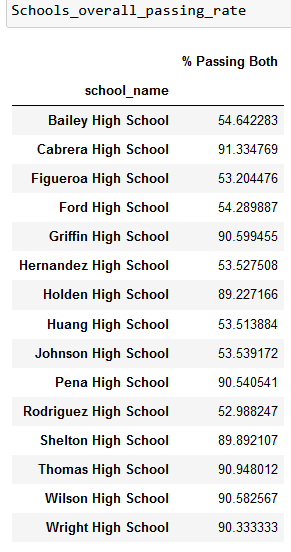 Schools_overall_passing_rate
% Passing Both
school_name
Bailey High School 54.642283
Cabrera High School 91.334769
Figueroa High School 53.204476
Ford High School 54.289887
Griffin High School 90.599455
Hernandez High School 53.527508
Holden High School 89.227166
Huang High School 53.513884
Johnson High School 53.539172
Pena High School 90.540541
Rodriguez High School 52.988247
Shelton High School 89.892107
Thomas High School 90.948012
Wilson High School 90.582567
Wright High School 90.333333